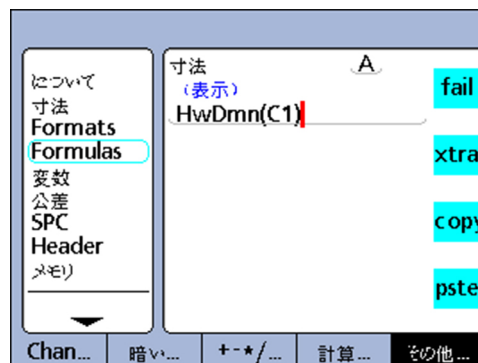 について
寸法
Formats
Formulas
変数
公差
SPC
Header
メモリ
寸法 A
(表示)
HwDmn(C1)
fail
xtra
copy
pste
Chan... 暗い... +-*/... 計算... その他...